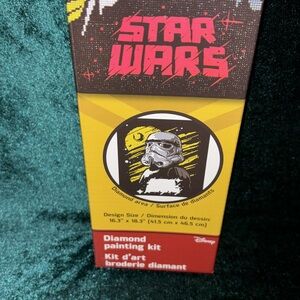 STAR
WARS
Diamond area / Surface de diamants
Design Size / Dimension du dessin:
16.3" x 18.3" (41.5 cm x 46.5 cm)
Diamond
painting kit
Disney
Kit d'art
broderie diamant